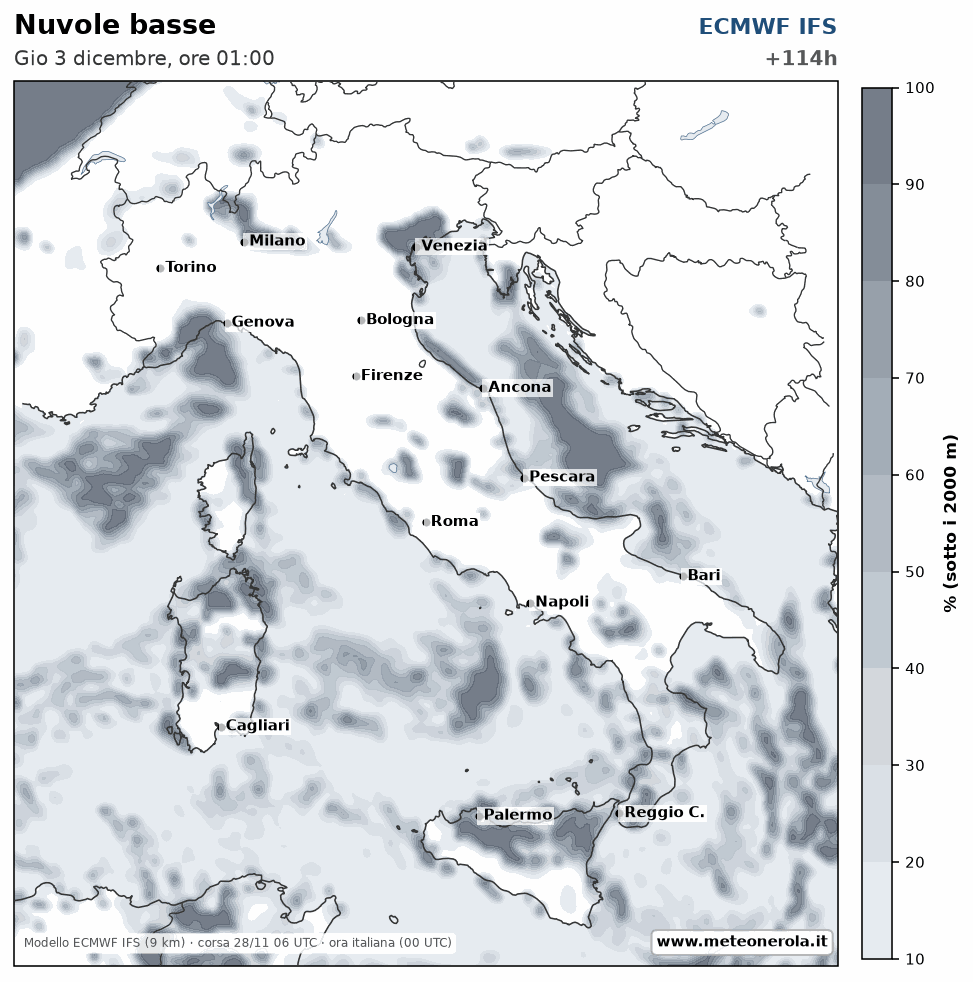 Nuvole basse
ECMWF IFS
Gio 3 dicembre, ore 01:00
+114h
Milano
Venezia
Torino
Genova
Bologna
Firenze
Ancona
Pescara
Roma
Bari
Napoli
Cagliari
Palermo
Reggio C.
Modello ECMWF IFS (9 km) · corsa 28/11 06 UTC · ora italiana (00 UTC)
www.meteonerola.it
100
90
80
70
60
50
40
30
20
10
% (sotto i 2000 m)